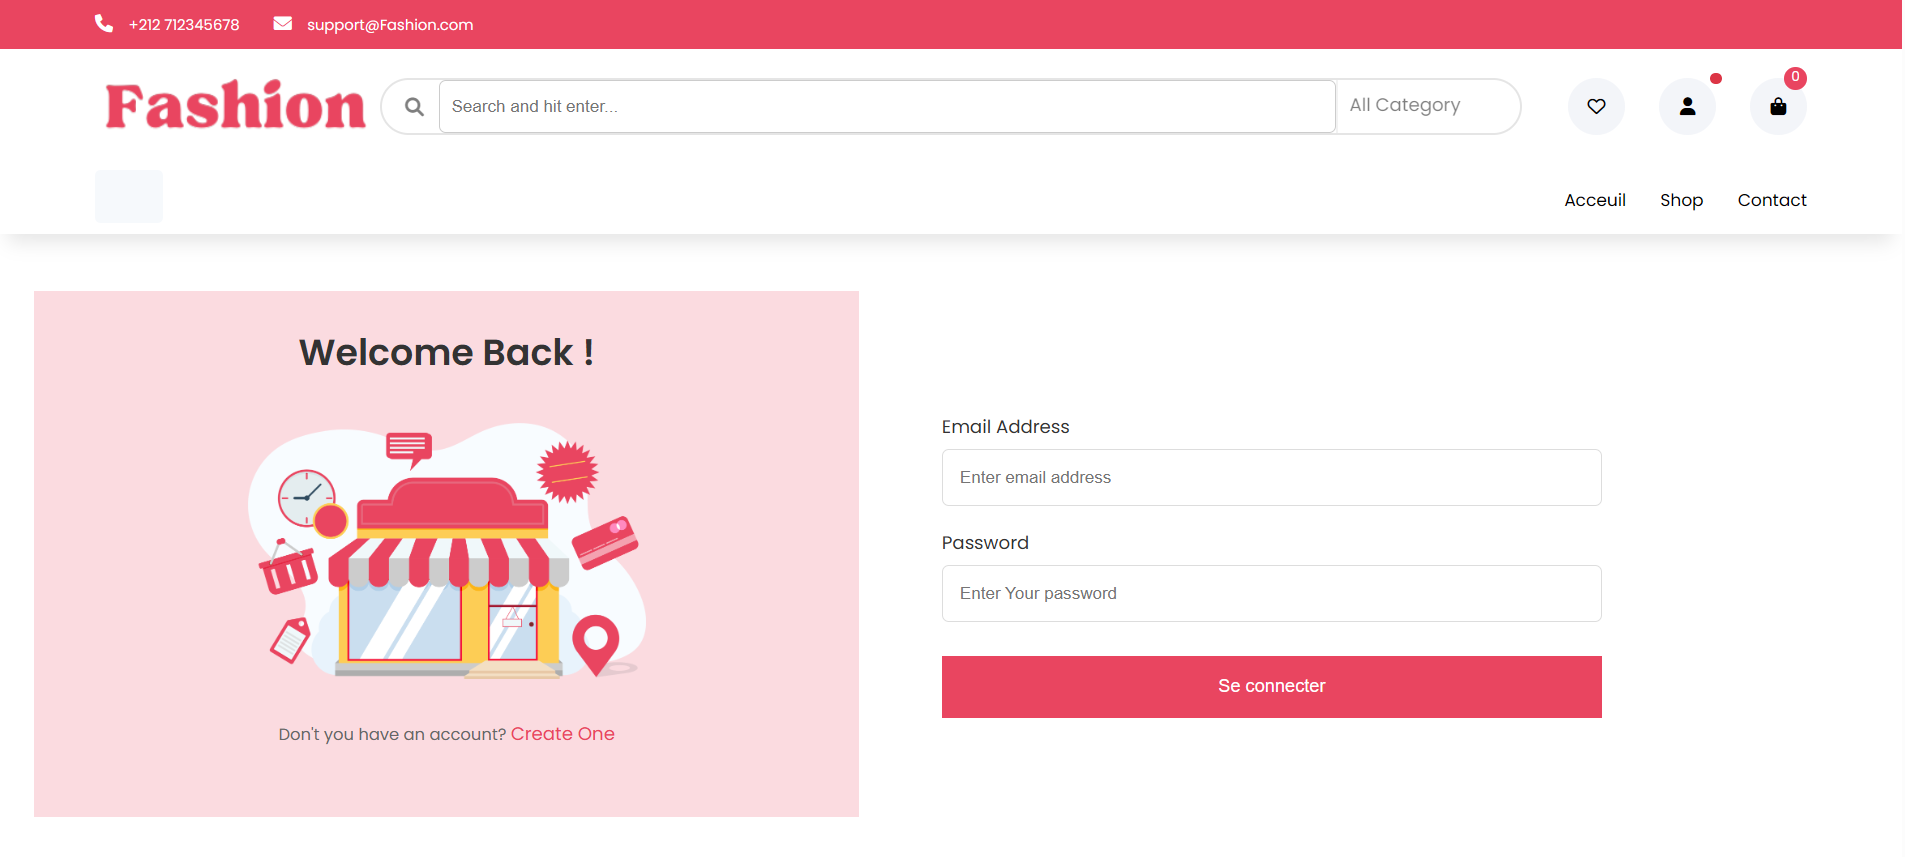 +212 712345678 support@Fashion.com
Fashion
Search and hit enter...
All Category
0
Acceuil Shop Contact
Welcome Back !
Don't you have an account? Create One
Email Address
Enter email address
Password
Enter Your password
Se connecter